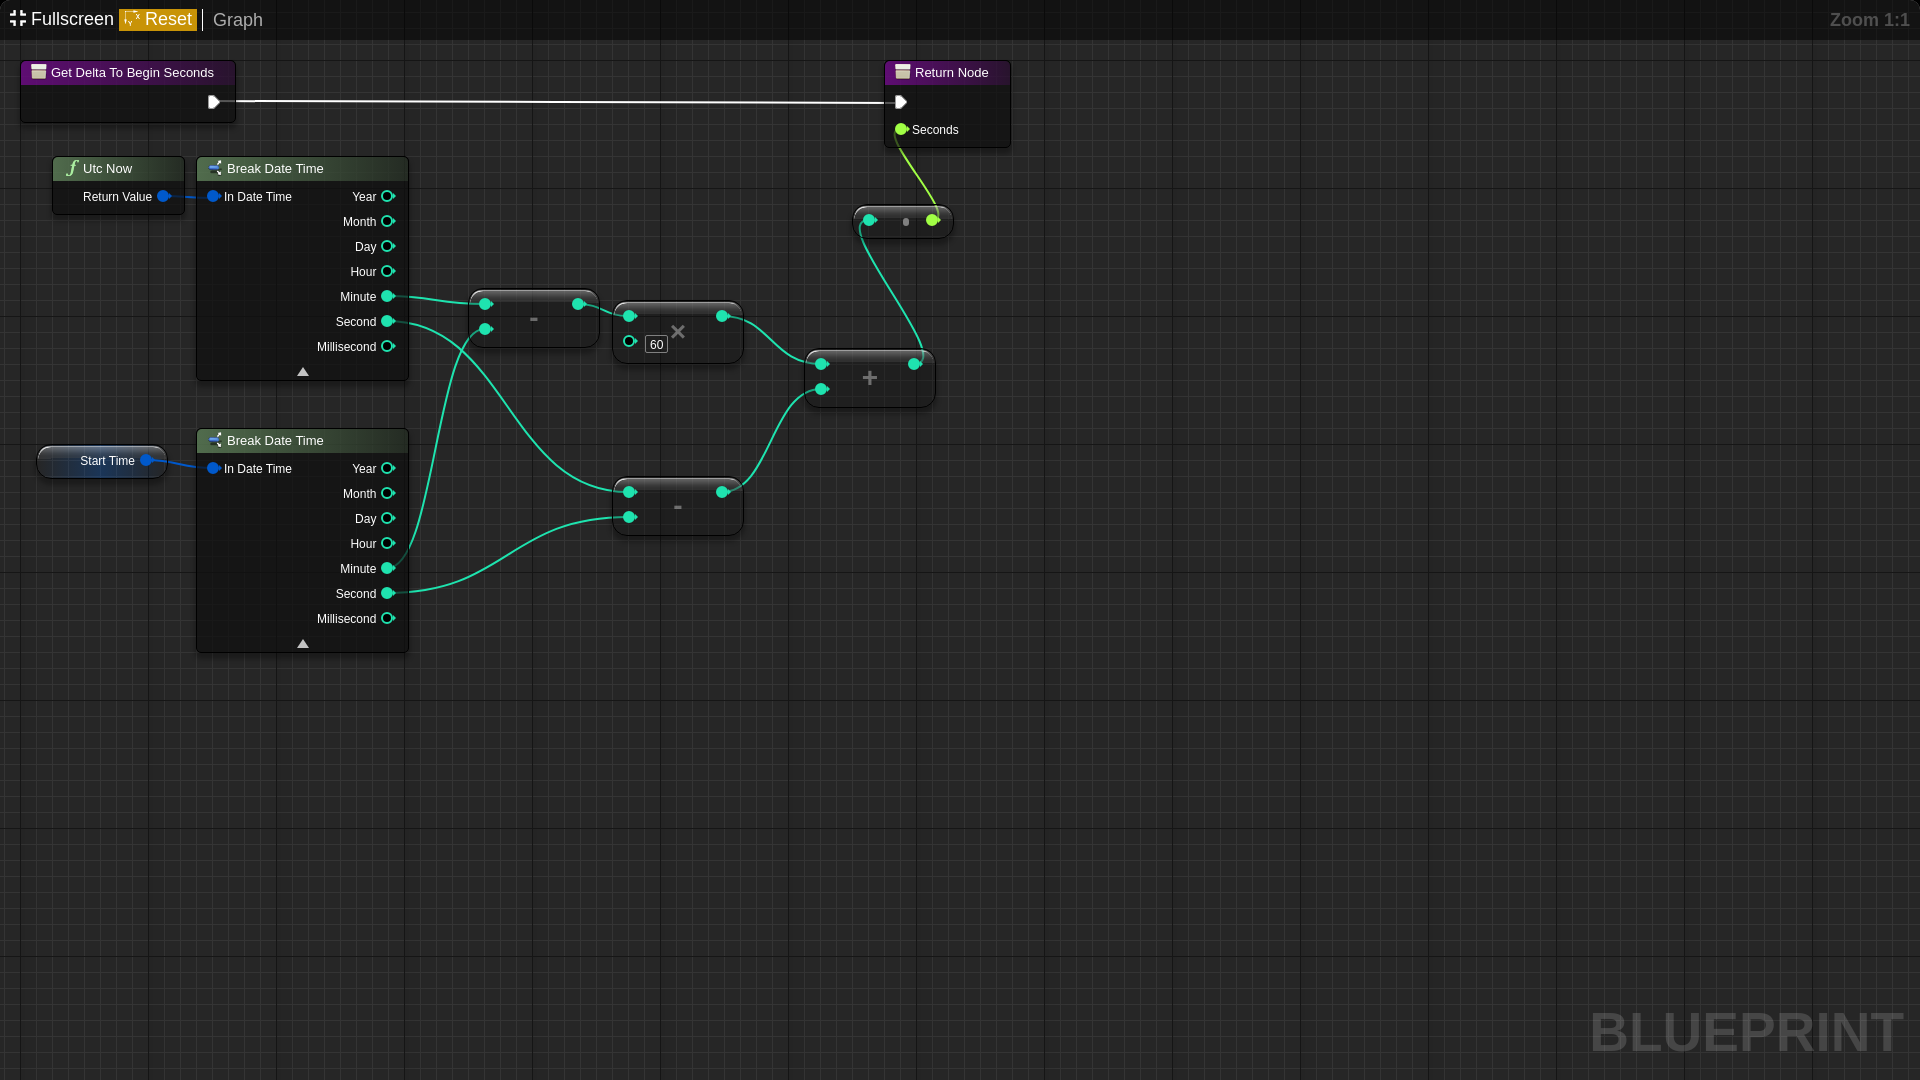 Fullscreen Reset Graph Zoom 1:1
Get Delta To Begin Seconds
Return Node
Seconds
Utc Now
Return Value
Break Date Time
In Date Time Year
Month
Day
Hour
Minute
Second
Millisecond
-
60 ×
+
Start Time
Break Date Time
In Date Time Year
Month
Day
Hour
Minute
Second
Millisecond
-
BLUEPRINT